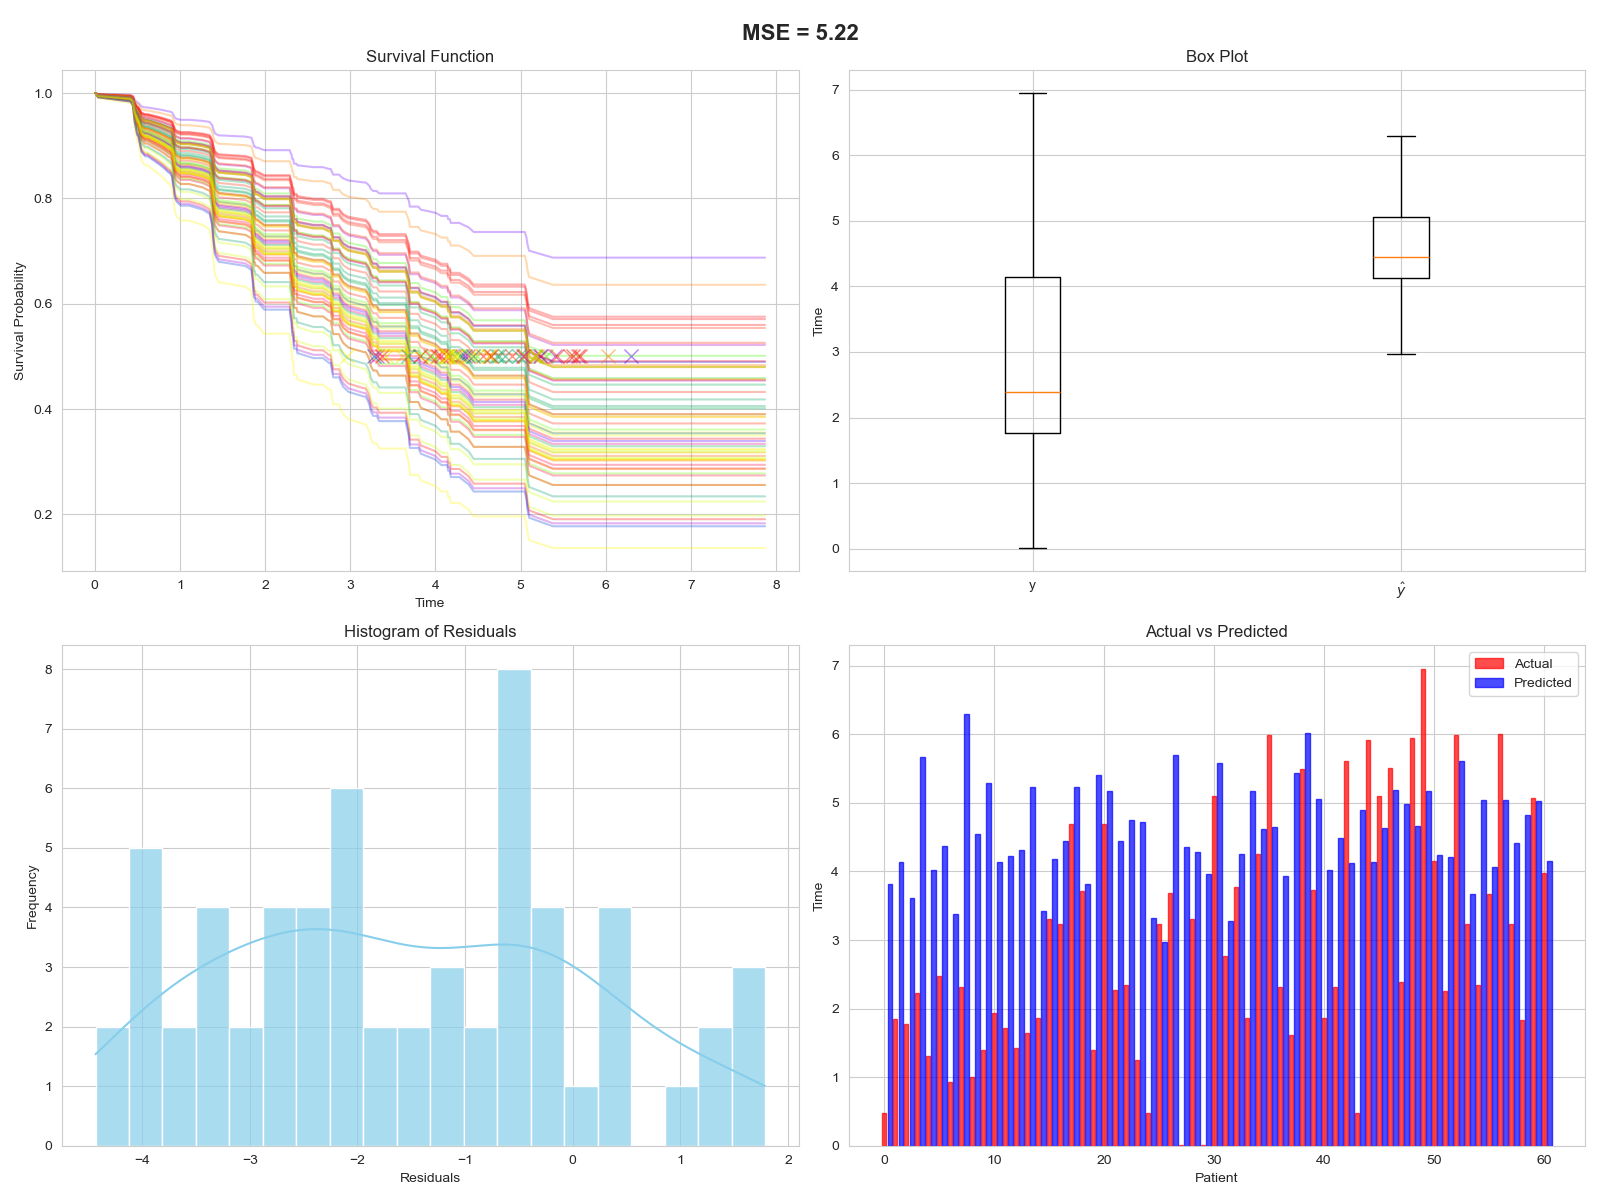 MSE = 5.22
Survival Function
Survival Probability
1.0
0.8
0.6
0.4
0.2
0 1 2 3 4 5 6 7 8
Time
Box Plot
Time
7
6
5
4
3
2
1
0
y ŷ
Histogram of Residuals
Frequency
8
7
6
5
4
3
2
1
0
−4 −3 −2 −1 0 1 2
Residuals
Actual vs Predicted
Actual
Predicted
Time
7
6
5
4
3
2
1
0
0 10 20 30 40 50 60
Patient